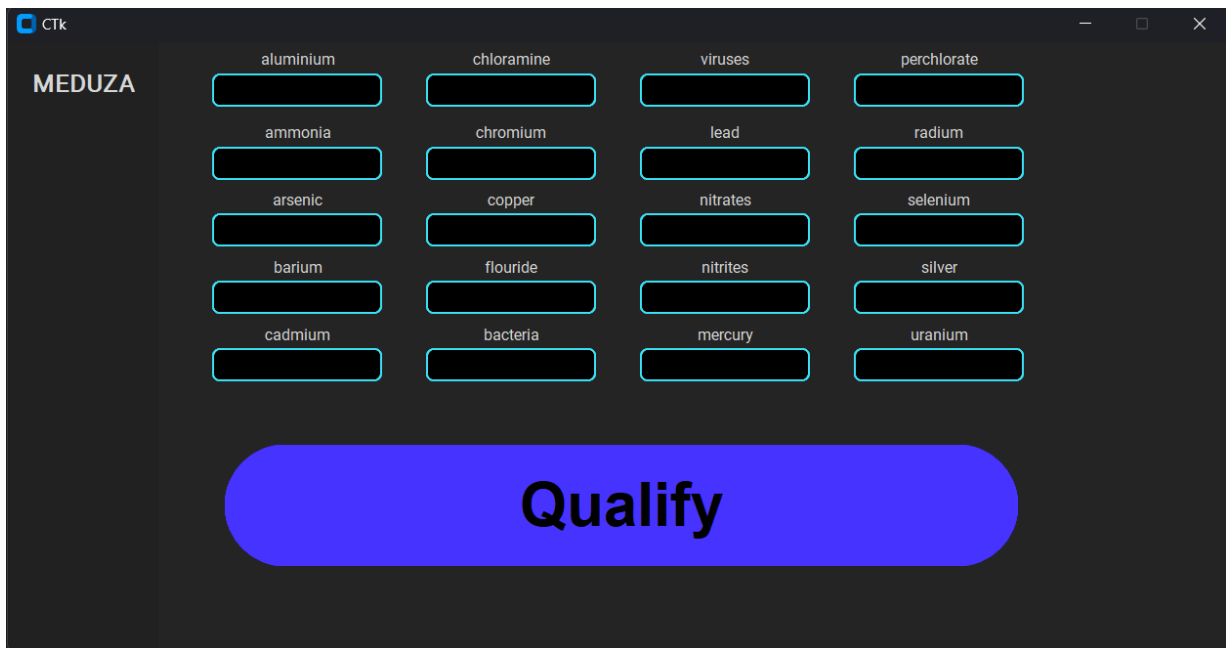 CTk
MEDUZA
aluminium chloramine viruses perchlorate
ammonia chromium lead radium
arsenic copper nitrates selenium
barium flouride nitrites silver
cadmium bacteria mercury uranium
Qualify